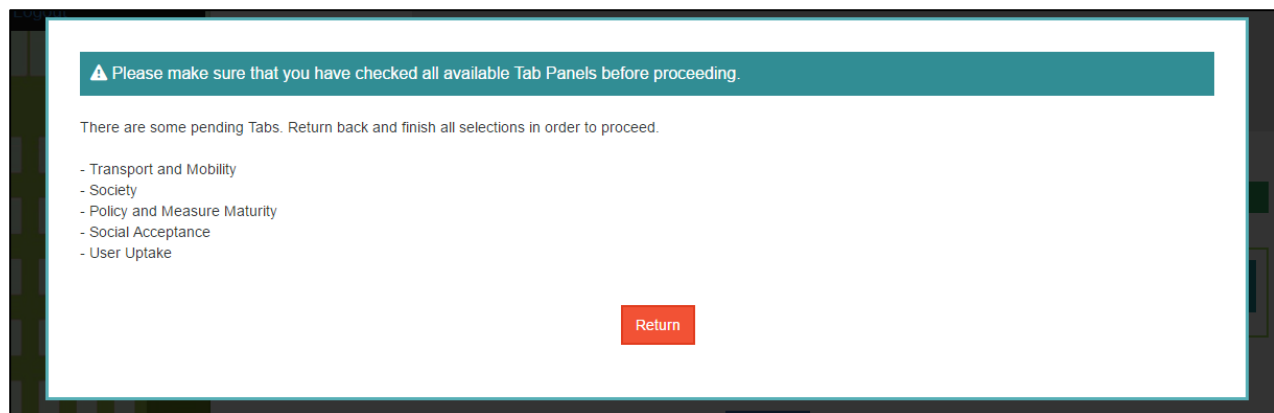 Logout
Please make sure that you have checked all available Tab Panels before proceeding.
There are some pending Tabs. Return back and finish all selections in order to proceed.
- Transport and Mobility
- Society
- Policy and Measure Maturity
- Social Acceptance
- User Uptake
Return